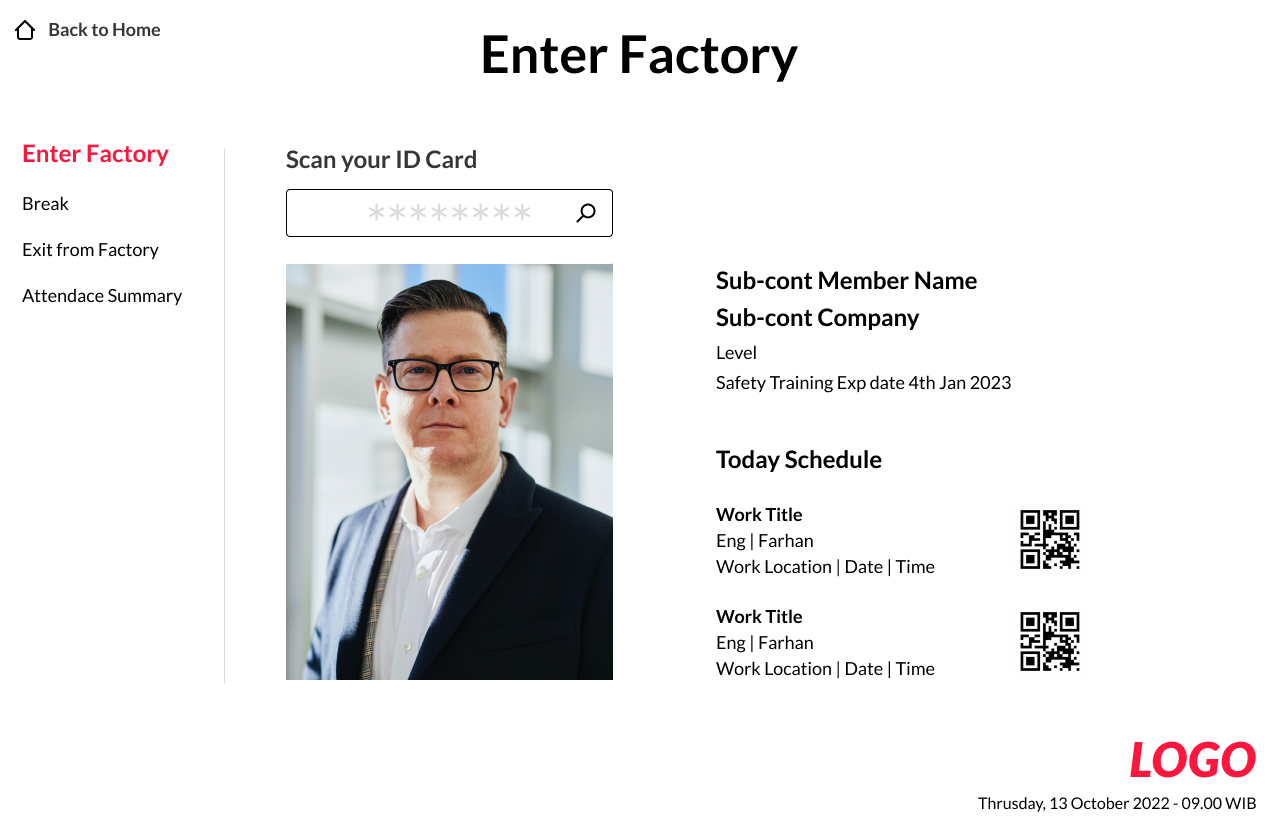 Back to Home
Enter Factory
Enter Factory
Break
Exit from Factory
Attendace Summary
Scan your ID Card
********
Sub-cont Member Name
Sub-cont Company
Level
Safety Training Exp date 4th Jan 2023
Today Schedule
Work Title
Eng | Farhan
Work Location | Date | Time
Work Title
Eng | Farhan
Work Location | Date | Time
LOGO
Thrusday, 13 October 2022 - 09.00 WIB